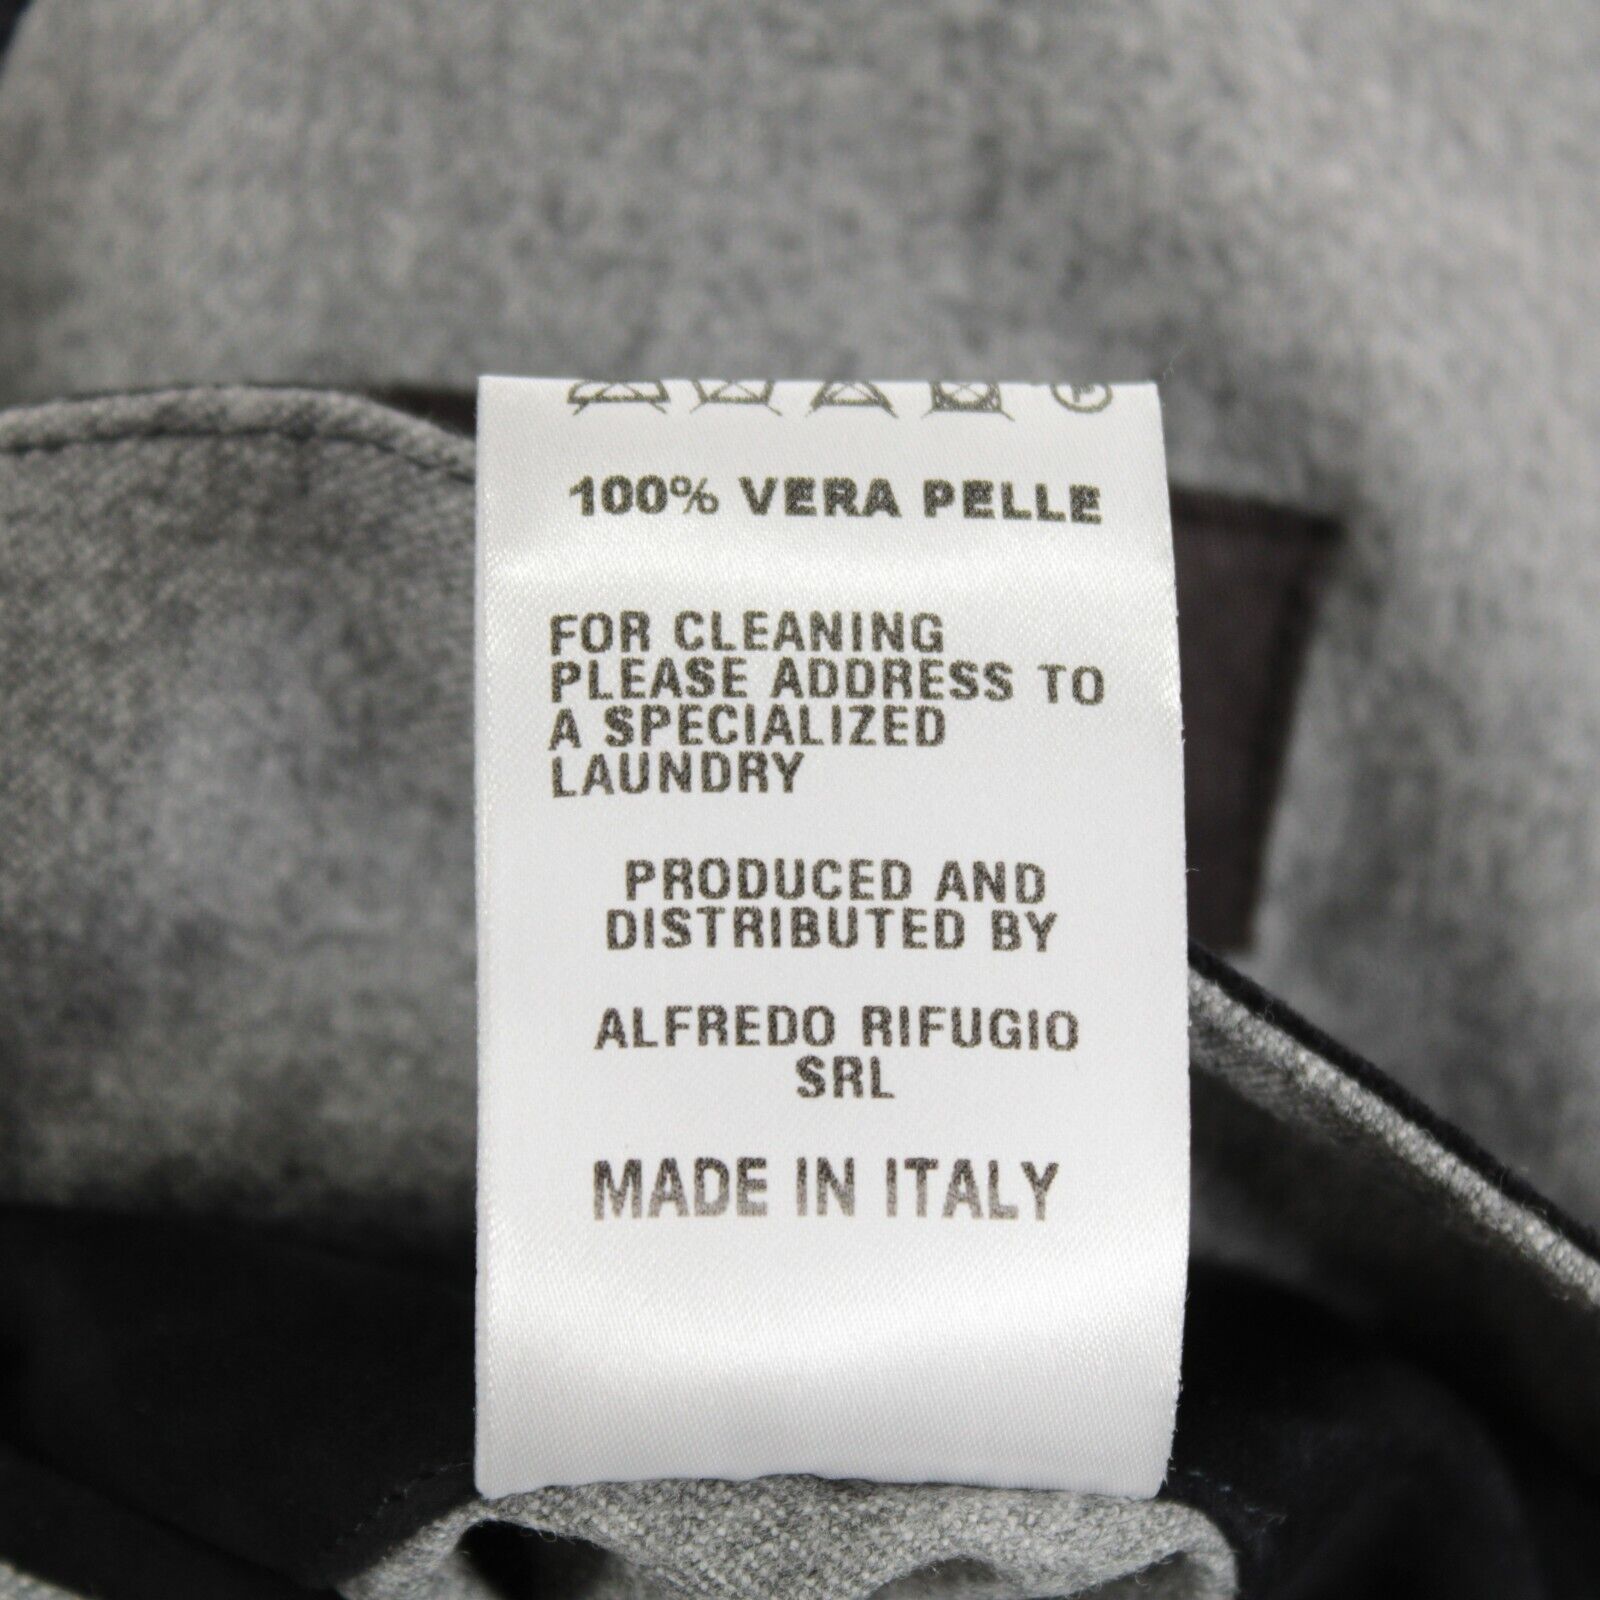 100% VERA PELLE
FOR CLEANING
PLEASE ADDRESS TO
A SPECIALIZED
LAUNDRY
PRODUCED AND
DISTRIBUTED BY
ALFREDO RIFUGIO
SRL
MADE IN ITALY